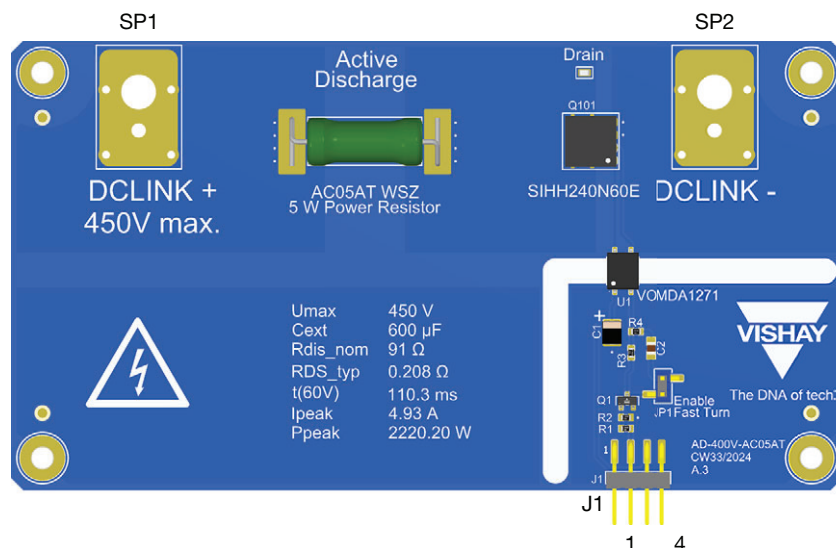 SP1
SP2
Active
Discharge
Drain
Q101
DCLINK +
450V max.
AC05AT WSZ
5 W Power Resistor
SIHH240N60E
DCLINK -
U1
VOMDA1271
+
C1
R4
R3
C2
VISHAY
The DNA of tech
Umax 450 V
Cext 600 µF
Rdis_nom 91 Ω
RDS_typ 0.208 Ω
t(60V) 110.3 ms
Ipeak 4.93 A
Ppeak 2220.20 W
Q1
R2
R1
Enable
JP1 Fast Turn
AD-400V-AC05AT
CW33/2024
A.3
1
J1
J1
1 4